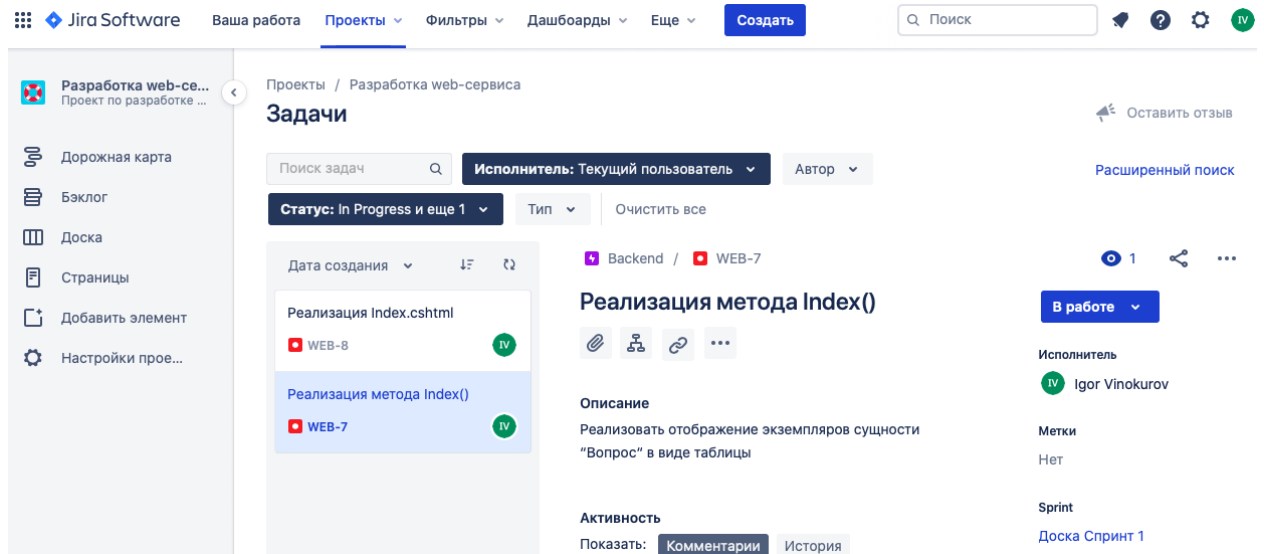 Jira Software
Ваша работа
Проекты
Фильтры
Дашборды
Еще
Создать
Поиск
IV
Разработка web-се...
Проект по разработке ...
Дорожная карта
Бэклог
Доска
Страницы
Добавить элемент
Настройки прое...
Проекты / Разработка web-сервиса
Задачи
Оставить отзыв
Поиск задач
Исполнитель: Текущий пользователь
Автор
Расширенный поиск
Статус: In Progress и еще 1
Тип
Очистить все
Дата создания
Реализация Index.cshtml
WEB-8
IV
Реализация метода Index()
WEB-7
IV
Backend / WEB-7
1
Реализация метода Index()
Описание
Реализовать отображение экземпляров сущности
“Вопрос“ в виде таблицы
Активность
Показать: Комментарии История
В работе
Исполнитель
IV Igor Vinokurov
Метки
Нет
Sprint
Доска Спринт 1